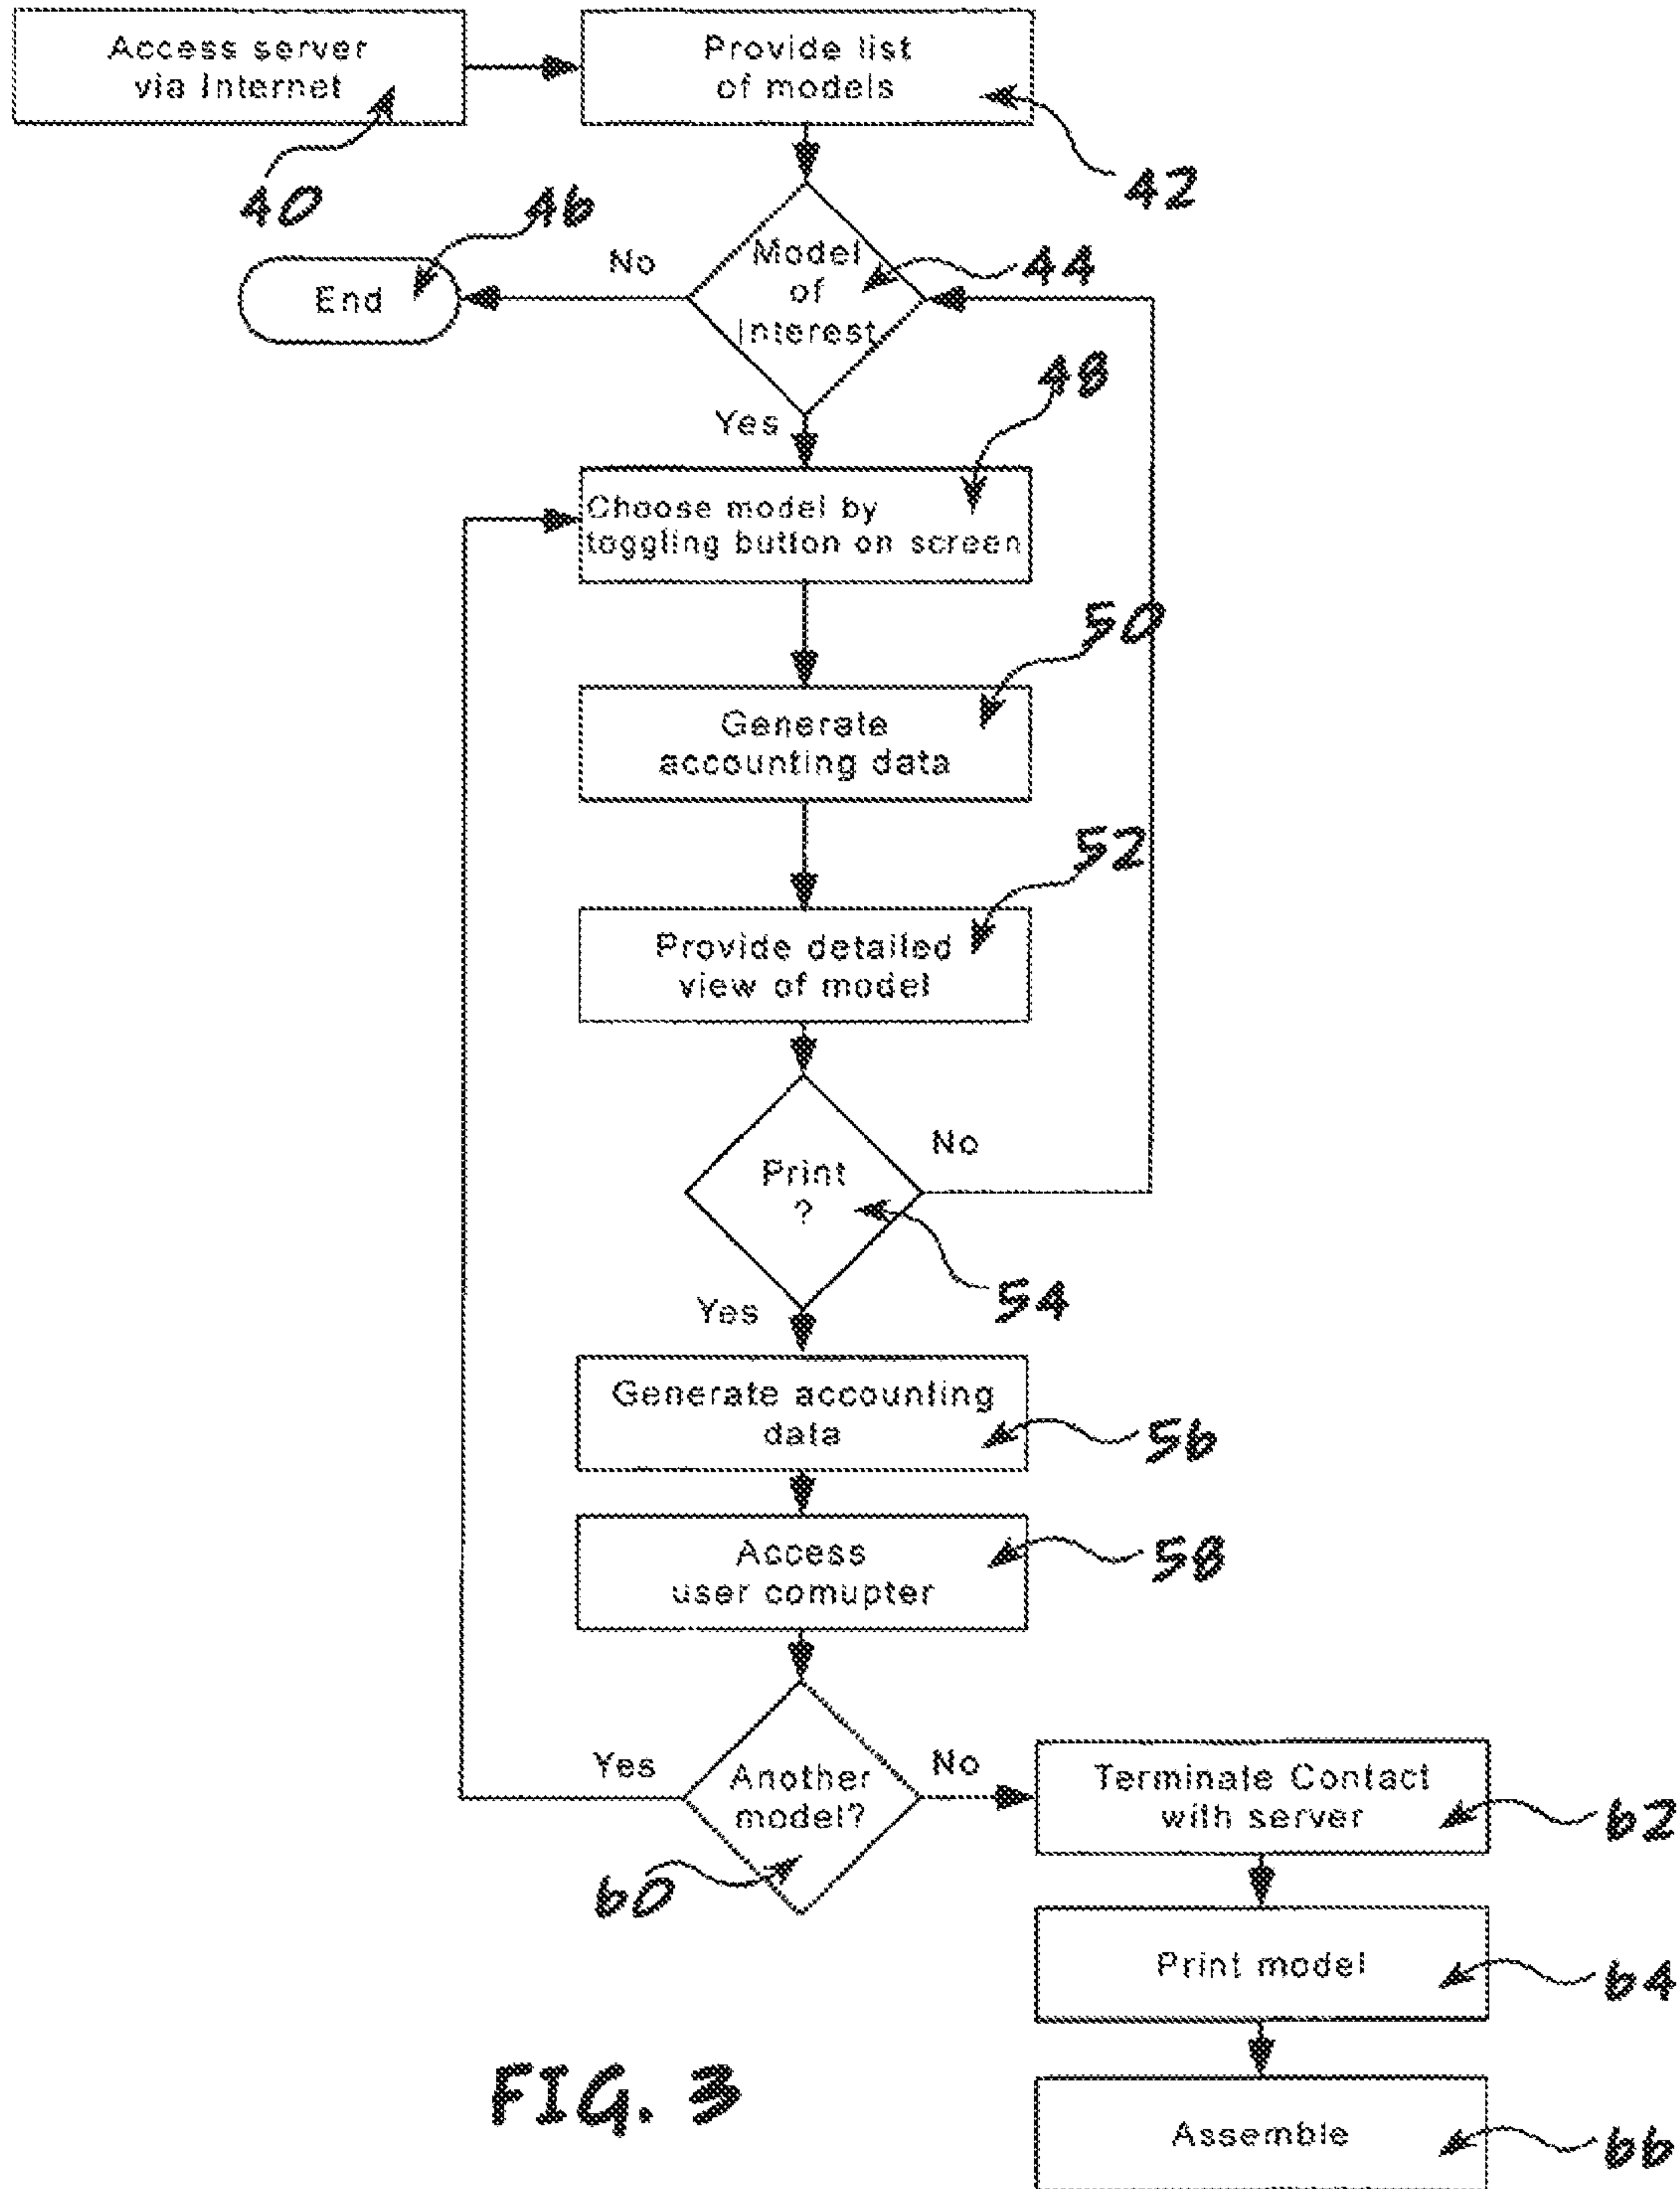 Access server
via Internet
40
Provide list
of models
42
Model
of
Interest
44
No
End
46
Yes
Choose model by
toggling button on screen
48
Generate
accounting data
50
Provide detailed
view of model
52
Print
?
54
No
Yes
Generate accounting
data
56
Access
user comupter
58
Another
model?
60
Yes
No
Terminate Contact
with server
62
Print model
64
Assemble
66
FIG. 3